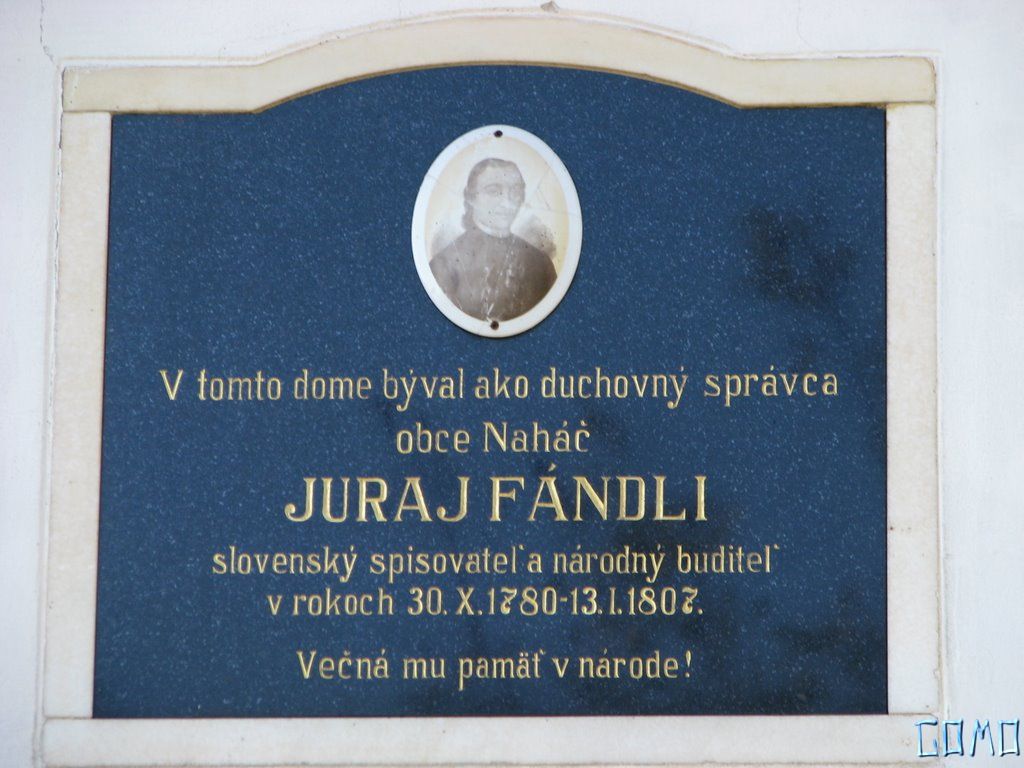 V tomto dome býval ako duchovný správca
obce Naháč
JURAJ FÁNDLI
slovenský spisovateľ a národný buditeľ
v rokoch 30. X. 1780-13. I. 1807.
Večná mu pamäť v národe!
GOMO